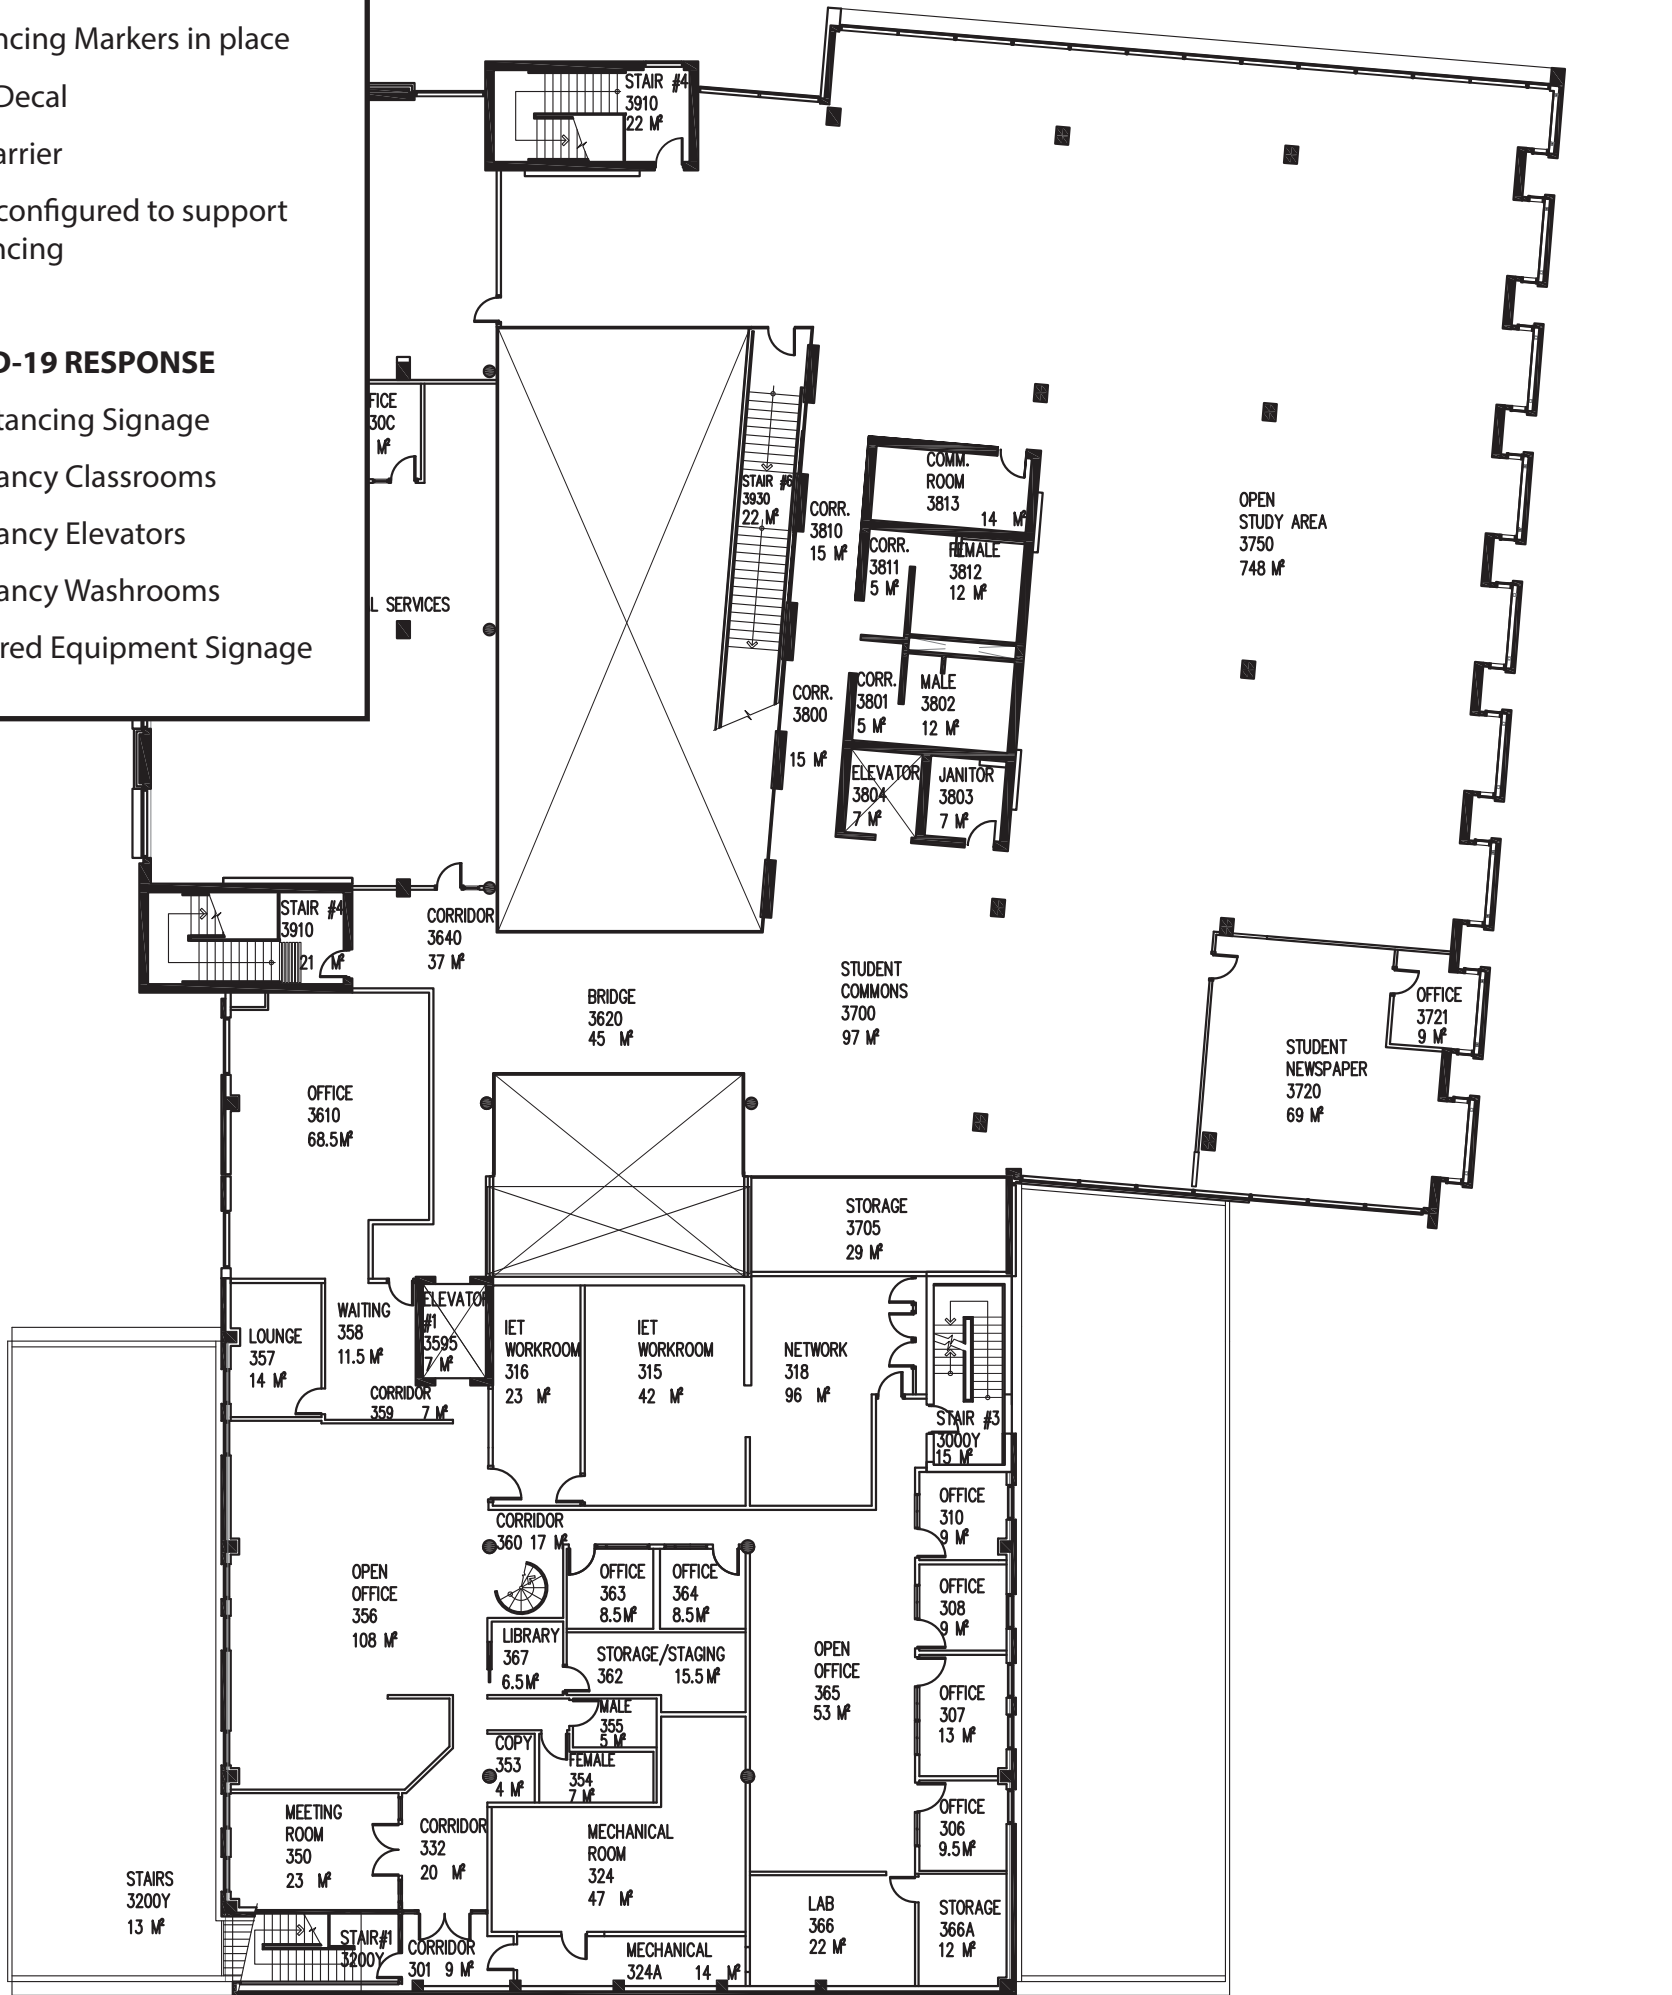 ncing Markers in place
Decal
arrier
configured to support
ncing
D-19 RESPONSE
tancing Signage
ancy Classrooms
ancy Elevators
ancy Washrooms
red Equipment Signage
STAIR #4
3910
22 M²
FICE
30C
M²
L SERVICES
STAIR #6
3930
22 M²
CORR.
3810
15 M²
COMM.
ROOM
3813
14 M²
CORR.
3811
5 M²
FEMALE
3812
12 M²
OPEN
STUDY AREA
3750
748 M²
CORR.
3800
15 M²
CORR.
3801
5 M²
MALE
3802
12 M²
ELEVATOR
3804
7 M²
JANITOR
3803
7 M²
STAIR #4
3910
21 M²
CORRIDOR
3640
37 M²
BRIDGE
3620
45 M²
STUDENT
COMMONS
3700
97 M²
OFFICE
3721
9 M²
STUDENT
NEWSPAPER
3720
69 M²
OFFICE
3610
68.5 M²
STORAGE
3705
29 M²
LOUNGE
357
14 M²
WAITING
358
11.5 M²
ELEVATOR
#1
3595
7 M²
CORRIDOR
359 7 M²
IET
WORKROOM
316
23 M²
IET
WORKROOM
315
42 M²
NETWORK
318
96 M²
STAIR #3
3000Y
15 M²
OFFICE
310
9 M²
CORRIDOR
360 17 M²
OFFICE
363
8.5 M²
OFFICE
364
8.5 M²
OFFICE
308
9 M²
OPEN
OFFICE
356
108 M²
LIBRARY
367
6.5 M²
STORAGE/STAGING
362 15.5 M²
OPEN
OFFICE
365
53 M²
OFFICE
307
13 M²
MALE
355
5 M²
COPY
353
4 M²
FEMALE
354
7 M²
OFFICE
306
9.5 M²
MEETING
ROOM
350
23 M²
CORRIDOR
332
20 M²
MECHANICAL
ROOM
324
47 M²
STAIRS
3200Y
13 M²
LAB
366
22 M²
STORAGE
366A
12 M²
STAIR#1
3200Y
CORRIDOR
301 9 M²
MECHANICAL
324A 14 M²